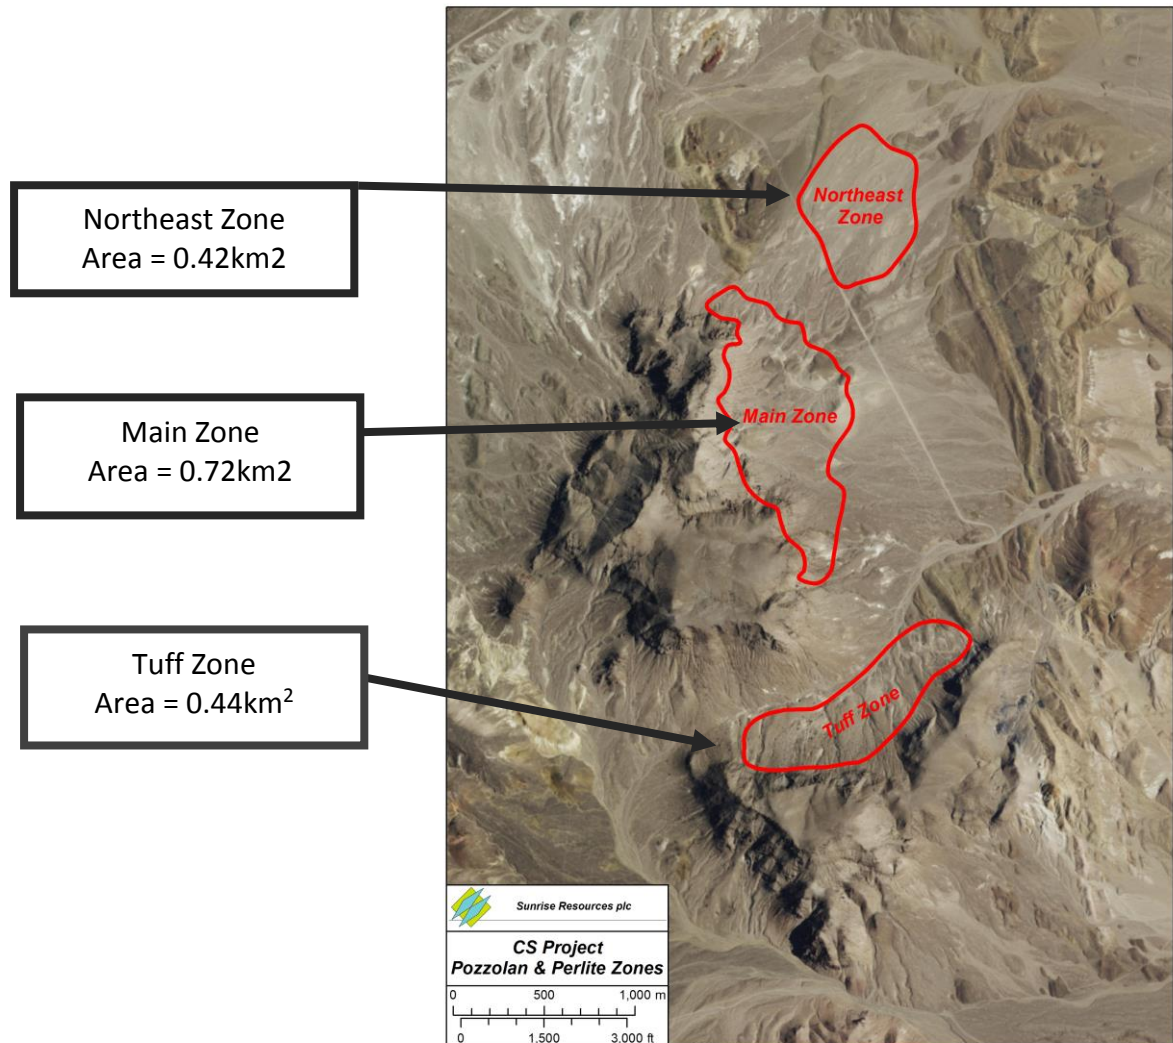 Northeast Zone
Area = 0.42km2
Main Zone
Area = 0.72km2
Tuff Zone
Area = 0.44km²
Northeast
Zone
Main Zone
Tuff Zone
Sunrise Resources plc
CS Project
Pozzolan & Perlite Zones
0 500 1,000 m
0 1,500 3,000 ft